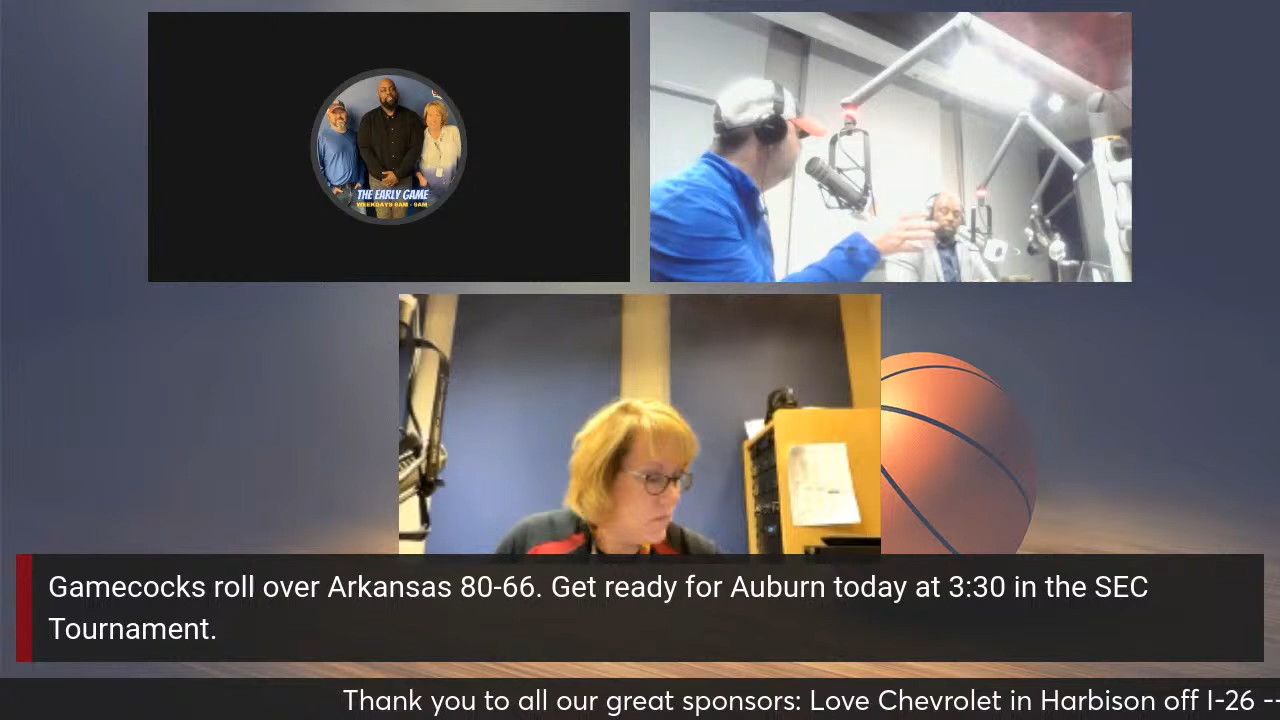 THE EARLY GAME
WEEKDAYS 6AM - 9AM
Gamecocks roll over Arkansas 80-66. Get ready for Auburn today at 3:30 in the SEC
Tournament.
Thank you to all our great sponsors: Love Chevrolet in Harbison off I-26 --